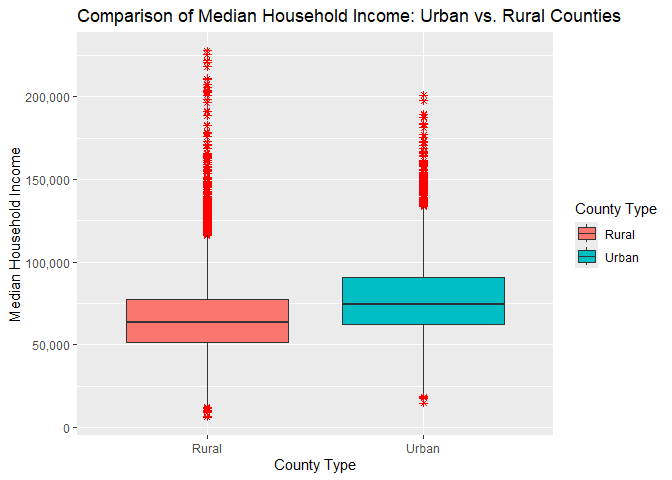 Comparison of Median Household Income: Urban vs. Rural Counties
200,000
150,000
100,000
50,000
0
Median Household Income
Rural
Urban
County Type
County Type
Rural
Urban